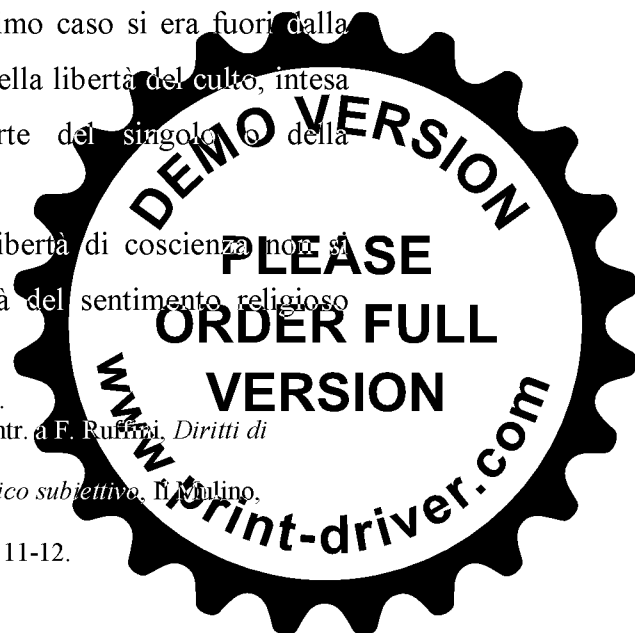 imo caso si era fuori dalla
ella libertà del culto, intesa
rte del singolo o della
ibertà di coscienza non si
à del sentimento religioso
.
ntr. a F. Ruffini, Diritti di
ico subiettivo, Il Mulino,
11-12.
DEMO VERSION
PLEASE
ORDER FULL
VERSION
www.print-driver.com